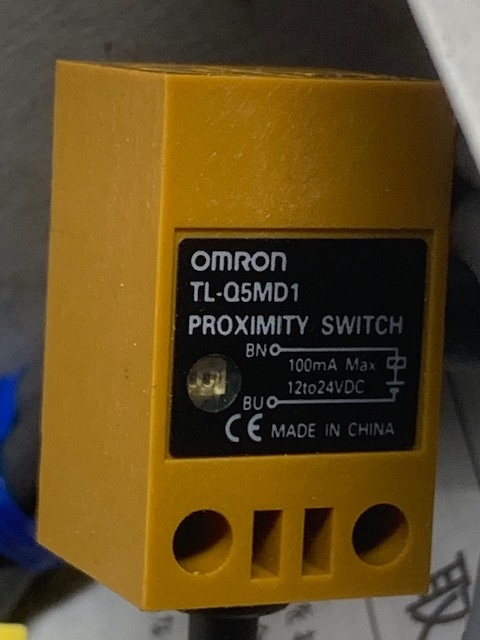 OMRON
TL-Q5MD1
PROXIMITY SWITCH
BN
100mA Max
12to24VDC
BU
CE MADE IN CHINA